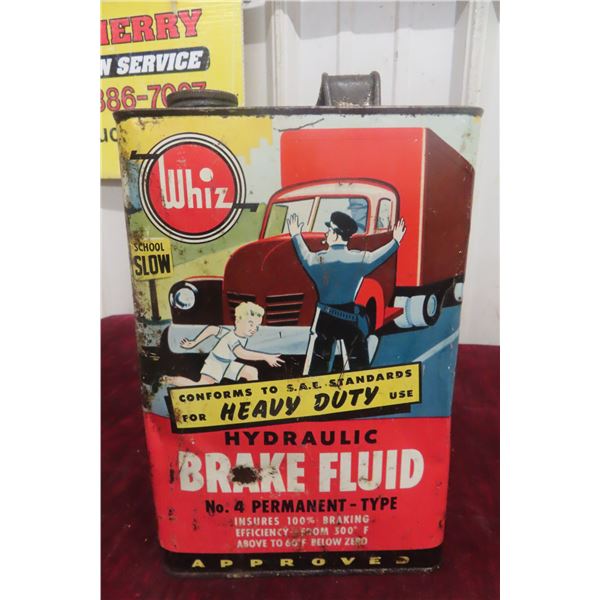 HERRY
N SERVICE
386-7087
Whiz
SCHOOL
SLOW
CONFORMS TO S.A.E. STANDARDS
FOR HEAVY DUTY USE
HYDRAULIC
BRAKE FLUID
No. 4 PERMANENT-TYPE
INSURES 100% BRAKING
EFFICIENCY-FROM 300° F
ABOVE TO 60°F BELOW ZERO
APPROVED